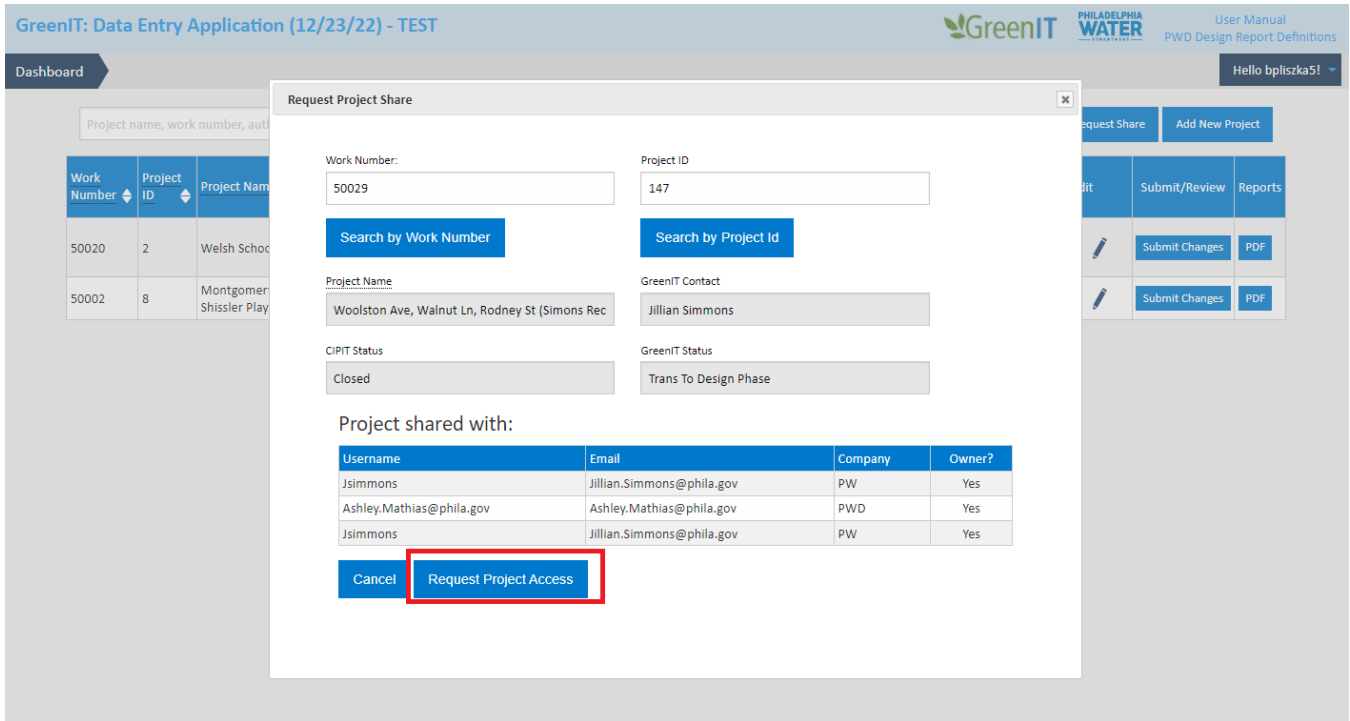 GreenIT: Data Entry Application (12/23/22) - TEST
GreenIT
PHILADELPHIA
WATER
DEPARTMENT
User Manual
PWD Design Report Definitions
Dashboard
Hello bpliszka5!
Request Project Share
Project name, work number, aut
equest Share
Add New Project
Work Number
Project ID
Project Nam
dit
Submit/Review
Reports
50020
2
Welsh Schoo
Submit Changes
PDF
50002
8
Montgomer
Shissler Play
Submit Changes
PDF
Work Number:
Project ID
50029
147
Search by Work Number
Search by Project Id
Project Name
GreenIT Contact
Woolston Ave, Walnut Ln, Rodney St (Simons Rec
Jillian Simmons
CIPIT Status
GreenIT Status
Closed
Trans To Design Phase
Project shared with:
Username Email Company Owner?
Jsimmons Jillian.Simmons@phila.gov PW Yes
Ashley.Mathias@phila.gov Ashley.Mathias@phila.gov PWD Yes
Jsimmons Jillian.Simmons@phila.gov PW Yes
Cancel
Request Project Access